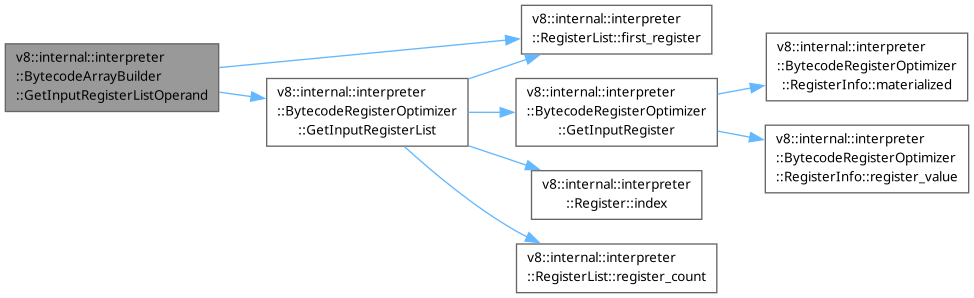 v8::internal::interpreter
::BytecodeArrayBuilder
::GetInputRegisterListOperand
v8::internal::interpreter
::BytecodeRegisterOptimizer
::GetInputRegisterList
v8::internal::interpreter
::RegisterList::first_register
v8::internal::interpreter
::BytecodeRegisterOptimizer
::GetInputRegister
v8::internal::interpreter
::Register::index
v8::internal::interpreter
::RegisterList::register_count
v8::internal::interpreter
::BytecodeRegisterOptimizer
::RegisterInfo::materialized
v8::internal::interpreter
::BytecodeRegisterOptimizer
::RegisterInfo::register_value